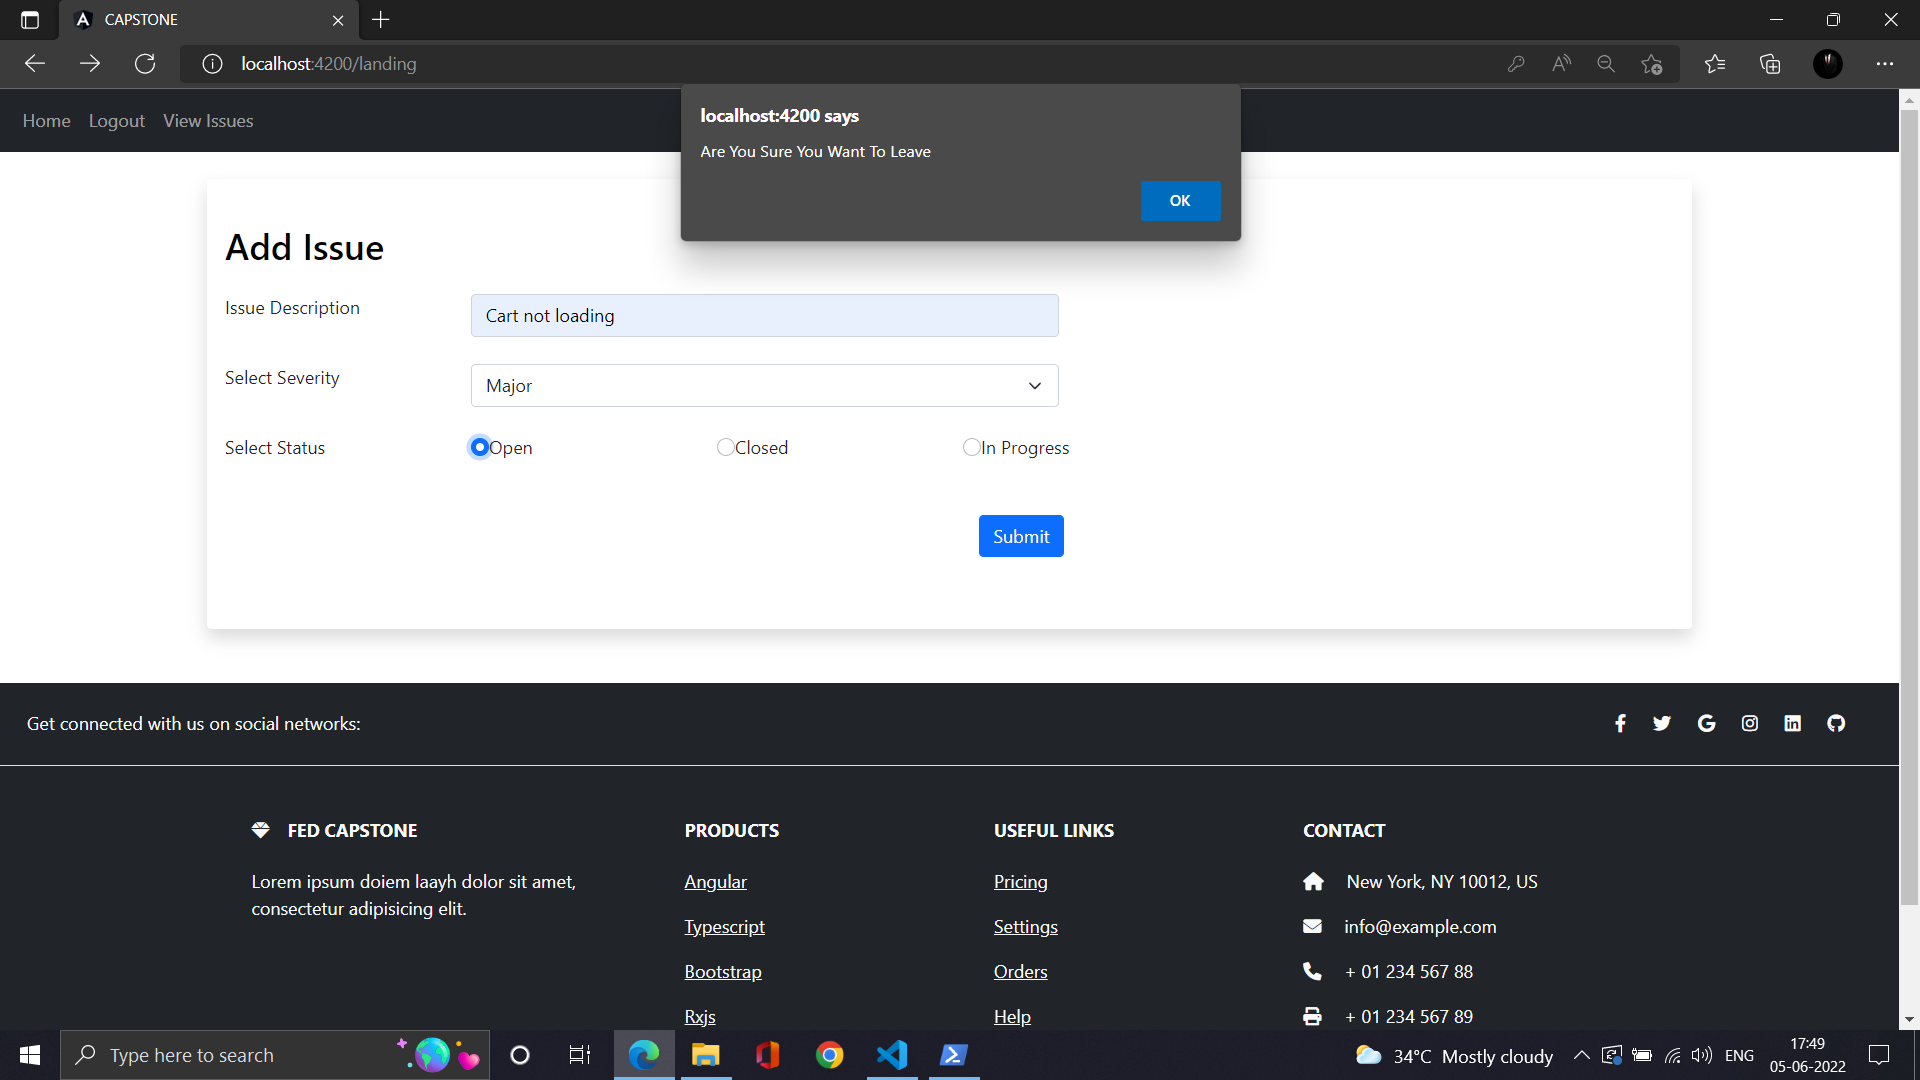 CAPSTONE
localhost:4200/landing
Home Logout View Issues
localhost:4200 says
Are You Sure You Want To Leave
OK
Add Issue
Issue Description Cart not loading
Select Severity Major
Select Status Open Closed In Progress
Submit
Get connected with us on social networks:
FED CAPSTONE PRODUCTS USEFUL LINKS CONTACT
Lorem ipsum doiem laayh dolor sit amet, Angular Pricing New York, NY 10012, US
consectetur adipisicing elit.
Typescript Settings info@example.com
Bootstrap Orders + 01 234 567 88
Rxjs Help + 01 234 567 89
Type here to search 34°C Mostly cloudy ENG 17:49
05-06-2022